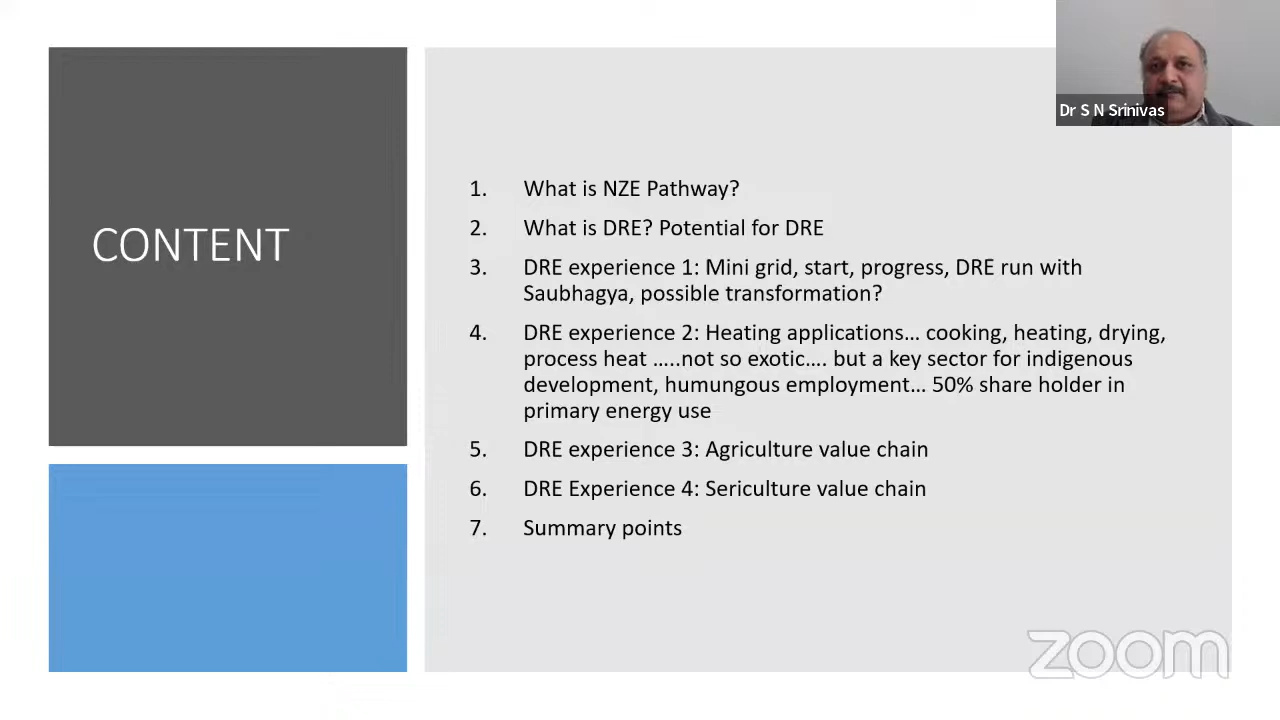 Dr S N Srinivas
CONTENT
1. What is NZE Pathway?
2. What is DRE? Potential for DRE
3. DRE experience 1: Mini grid, start, progress, DRE run with
Saubhagya, possible transformation?
4. DRE experience 2: Heating applications… cooking, heating, drying,
process heat …..not so exotic…. but a key sector for indigenous
development, humungous employment… 50% share holder in
primary energy use
5. DRE experience 3: Agriculture value chain
6. DRE Experience 4: Sericulture value chain
7. Summary points
zoom